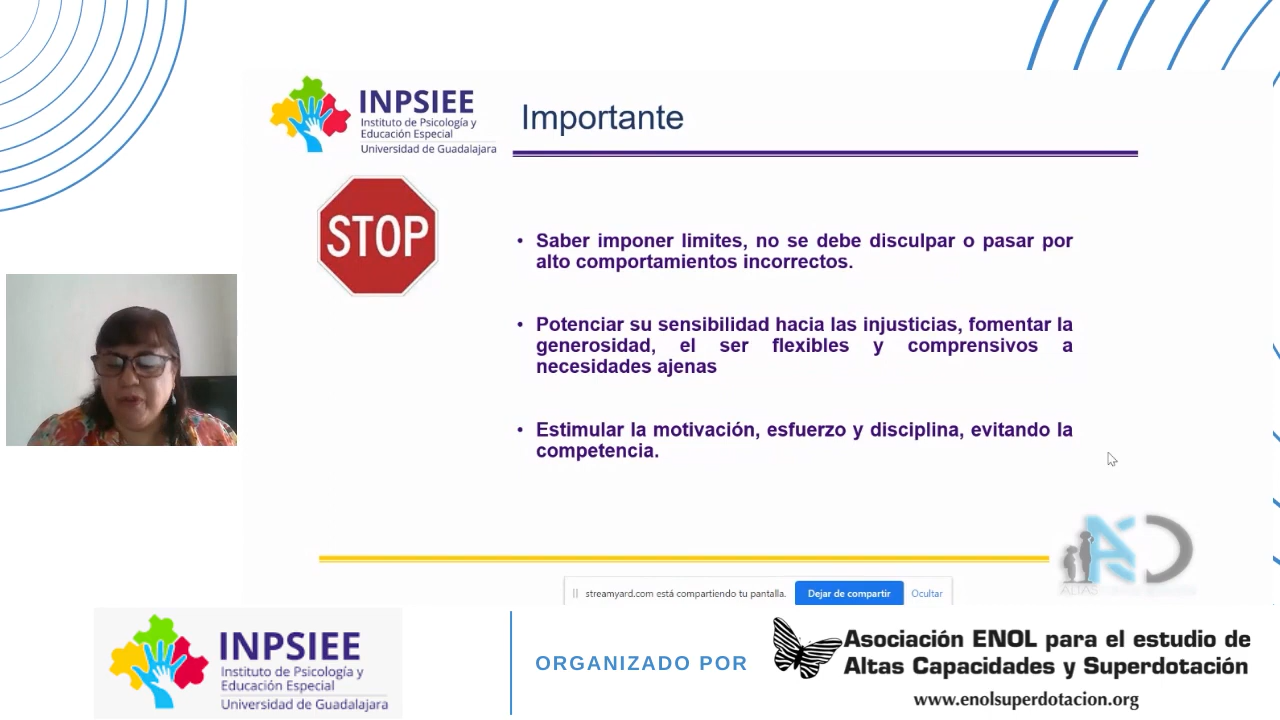 INPSIEE
Instituto de Psicología y
Educación Especial
Universidad de Guadalajara
Importante
STOP
• Saber imponer limites, no se debe disculpar o pasar por
alto comportamientos incorrectos.
• Potenciar su sensibilidad hacia las injusticias, fomentar la
generosidad, el ser flexibles y comprensivos a
necesidades ajenas
• Estimular la motivación, esfuerzo y disciplina, evitando la
competencia.
ALTAS
streamyard.com está compartiendo tu pantalla.
Dejar de compartir
Ocultar
INPSIEE
Instituto de Psicología y
Educación Especial
Universidad de Guadalajara
ORGANIZADO POR
Asociación ENOL para el estudio de
Altas Capacidades y Superdotación
www.enolsuperdotacion.org